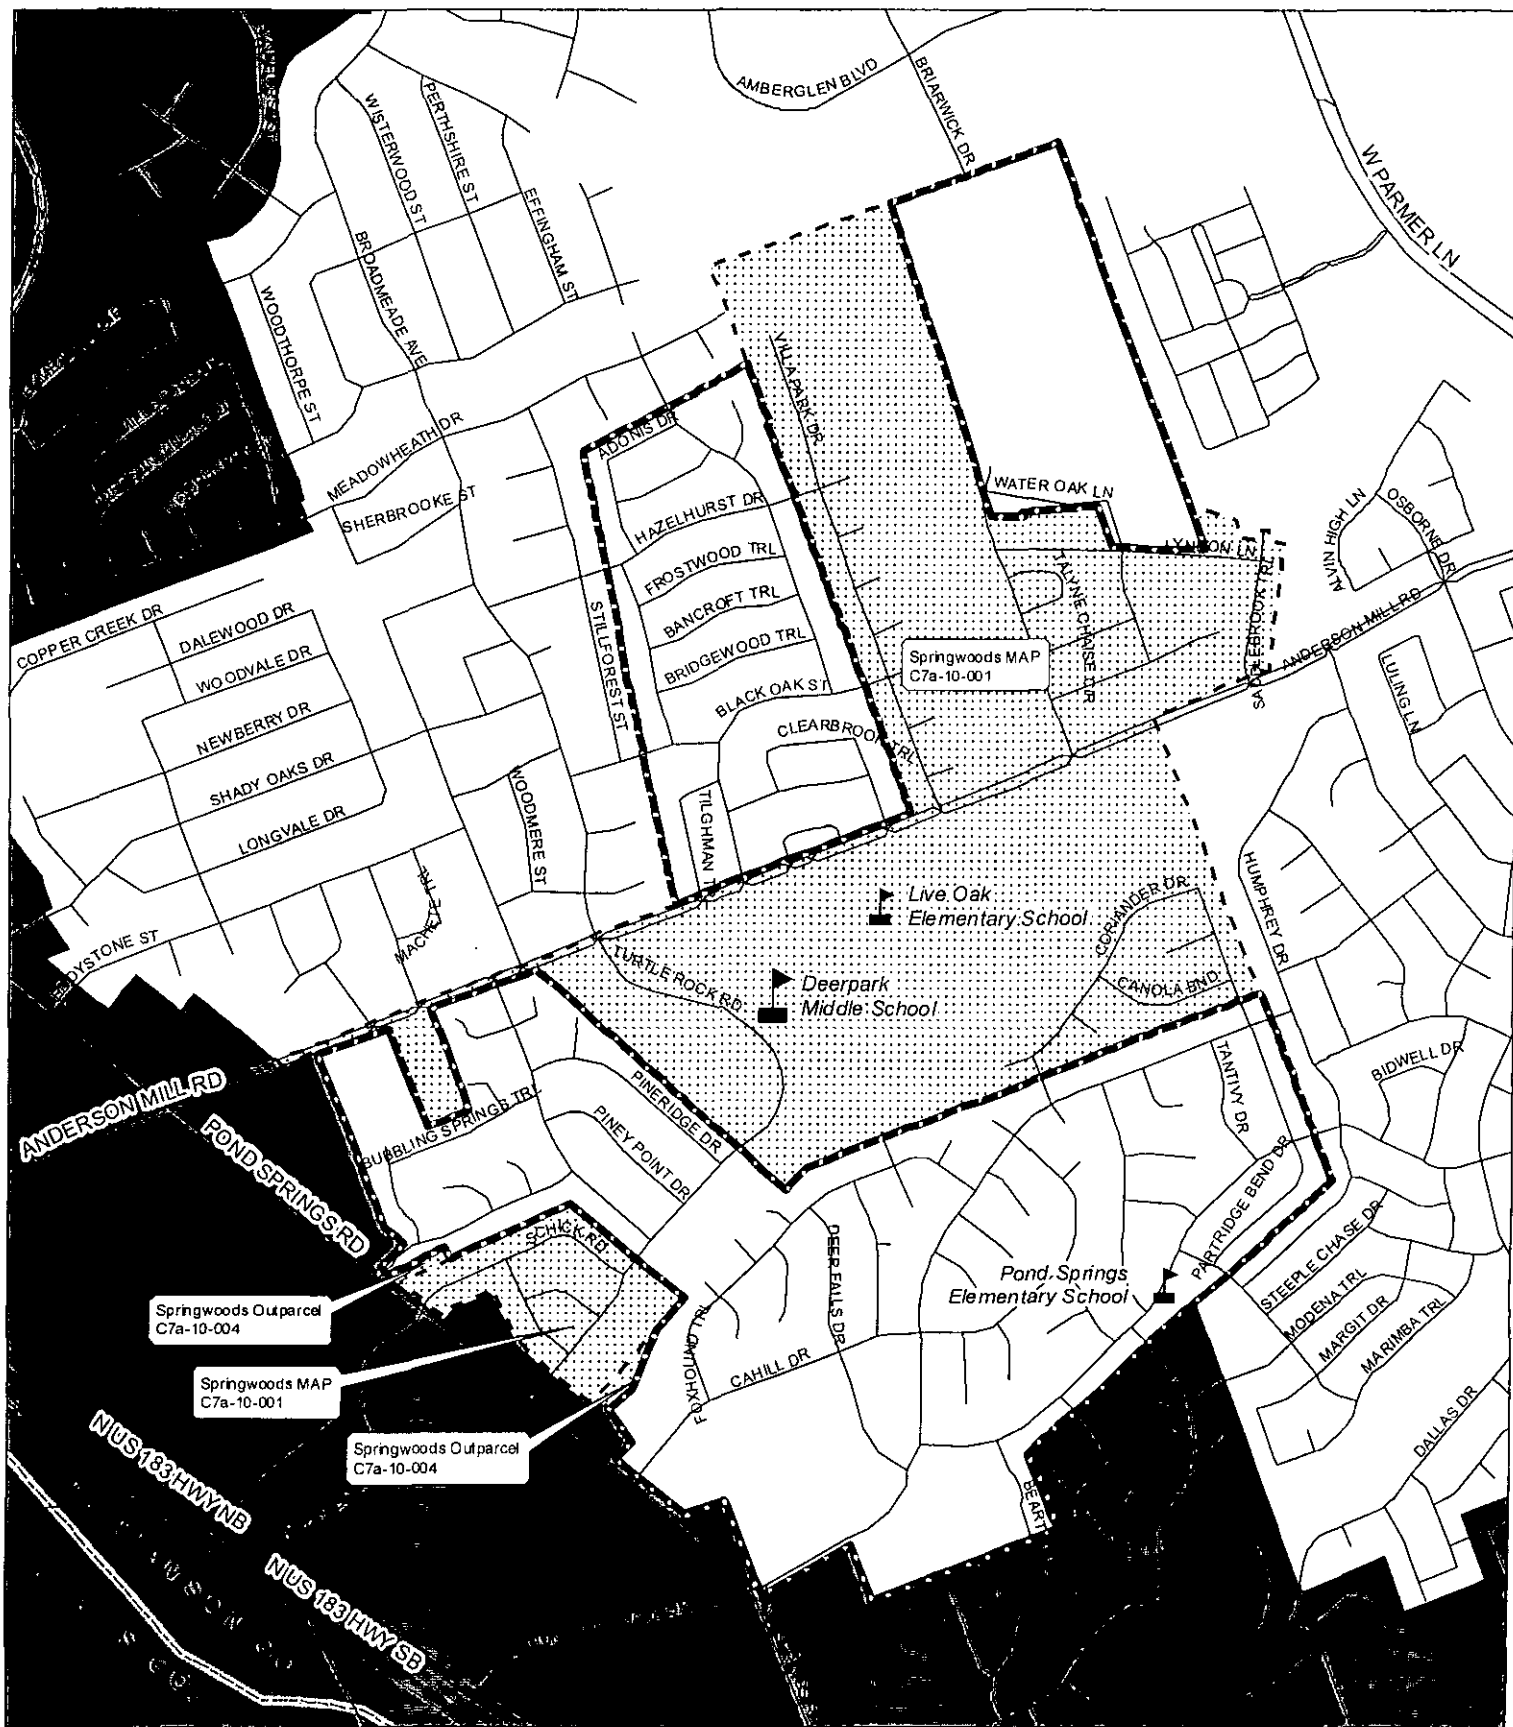 AMBERGLEN BLVD
BRIARWICK DR
W PARMER LN
WISTERWOOD ST
PERTHSHIRE ST
EFFINGHAM ST
BROADMEADE AVE
WOODTHORPE ST
VILLA PARK DR
MEADOWHEATH DR
ADONIS DR
SHERBROOKE ST
HAZELHURST DR
WATER OAK LN
ALVIN HIGH LN
OSBORNE DR
LYNDON LN
FROSTWOOD TRL
TALYNE CHAISE CIR
SADDLEBROOK TRL
COPPER CREEK DR
DALEWOOD DR
STILLFOREST ST
BANCROFT TRL
ANDERSON MILL RD
WOODVALE DR
BRIDGEWOOD TRL
Springwoods MAP
C7a-10-001
LULING LN
NEWBERRY DR
BLACK OAK ST
CLEARBROOK TRL
SHADY OAKS DR
WOODMERE ST
TILGHMAN
LONGVALE DR
HUMPHREY DR
Live Oak
Elementary School
CORIANDER DR
TURTLE ROCK RD
Deerpark
Middle School
CANOLA BND
ANDERSON MILL RD
POND SPRINGS RD
BUBBLING SPRINGS TRL
PINERIDGE DR
PINEY POINT DR
TANTIVY DR
BIDWELL DR
PARTRIDGE BEND DR
SCHICK RD
DEER FALLS DR
STEEPLE CHASE DR
Pond Springs
Elementary School
MODENA TRL
MARGIT DR
MARIMBA TRL
Springwoods Outparcel
C7a-10-004
FOXHOUND TRL
CAHILL DR
Springwoods MAP
C7a-10-001
Springwoods Outparcel
C7a-10-004
DALLAS DR
N US 183 HWY NB
N US 183 HWY SB